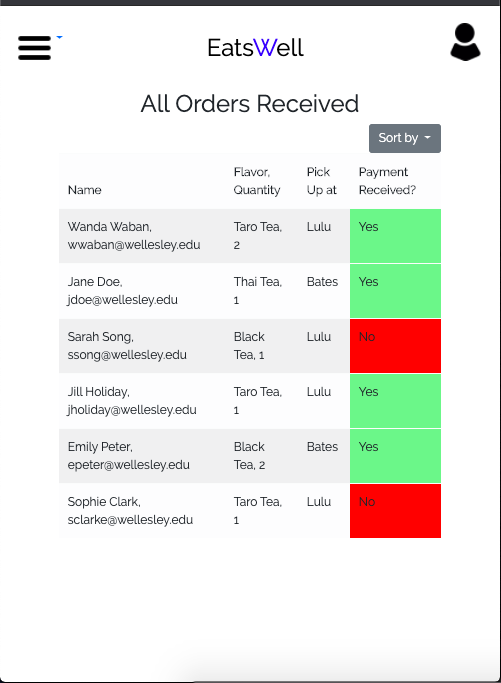 EatsWell
All Orders Received
Sort by
Name Flavor, Quantity Pick Up at Payment Received?
Wanda Waban, wwaban@wellesley.edu Taro Tea, 2 Lulu Yes
Jane Doe, jdoe@wellesley.edu Thai Tea, 1 Bates Yes
Sarah Song, ssong@wellesley.edu Black Tea, 1 Lulu No
Jill Holiday, jholiday@wellesley.edu Taro Tea, 1 Lulu Yes
Emily Peter, epeter@wellesley.edu Black Tea, 2 Bates Yes
Sophie Clark, sclarke@wellesley.edu Taro Tea, 1 Lulu No